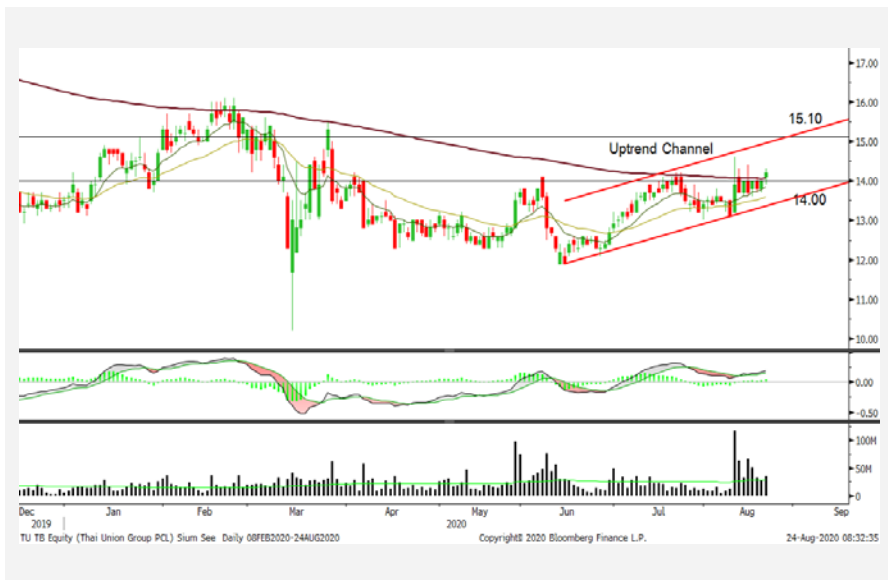 17.00
16.00
15.10
15.00
Uptrend Channel
14.00
14.00
13.00
12.00
11.00
10.00
0.00
-0.50
100M
50M
0
Dec Jan Feb Mar Apr May Jun Jul Aug Sep
2019 2020
TU TB Equity (Thai Union Group PCL) Sium See Daily 08FEB2020-24AUG2020 Copyright© 2020 Bloomberg Finance L.P. 24-Aug-2020 08:32:35